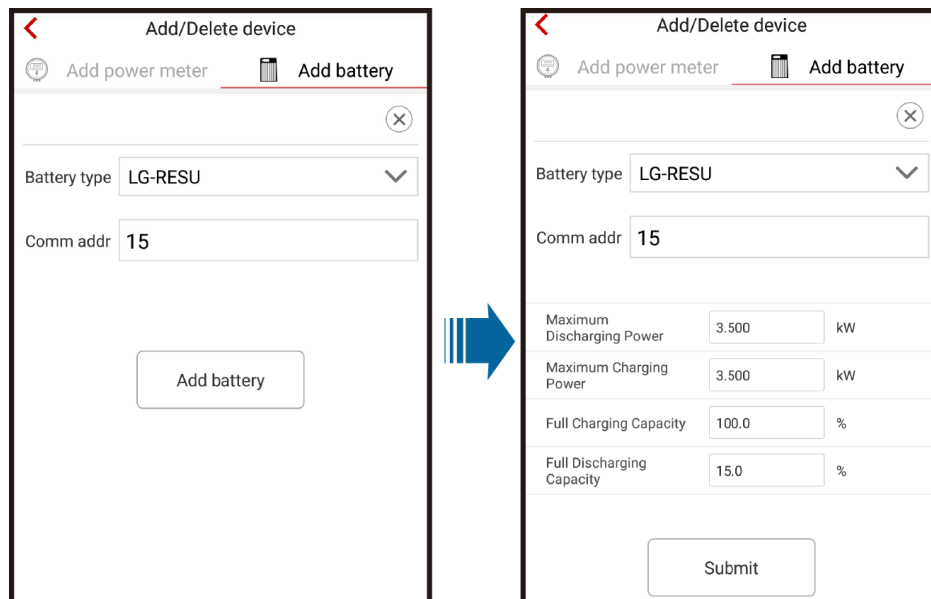 Add/Delete device
Add power meter Add battery
Battery type LG-RESU
Comm addr 15
Add battery
Add/Delete device
Add power meter Add battery
Battery type LG-RESU
Comm addr 15
Maximum
Discharging Power 3.500 kW
Maximum Charging
Power 3.500 kW
Full Charging Capacity 100.0 %
Full Discharging
Capacity 15.0 %
Submit